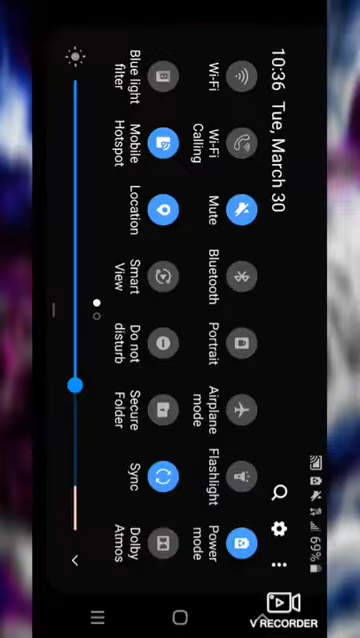 69%
10:36 Tue, March 30
Wi-Fi
Wi-Fi
Calling
Mute
Bluetooth
Portrait
Airplane
mode
Flashlight
Power
mode
Blue light
filter
Mobile
Hotspot
Location
Smart
View
Do not
disturb
Secure
Folder
Sync
Dolby
Atmos
V RECORDER